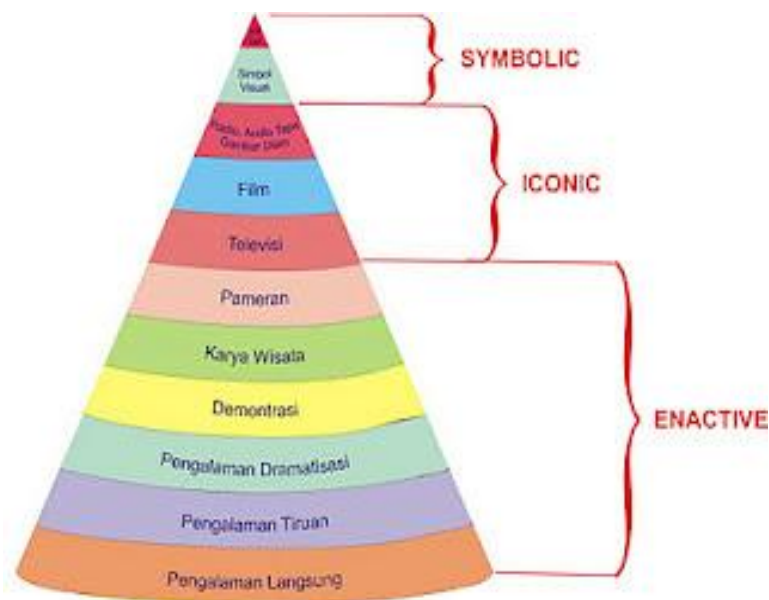 SYMBOLIC
Simbol
Visual
Radio, Audio Tape
Gambar Diam
ICONIC
Film
Televisi
Pameran
Karya Wisata
Demontrasi
ENACTIVE
Pengalaman Dramatisasi
Pengalaman Tiruan
Pengalaman Langsung